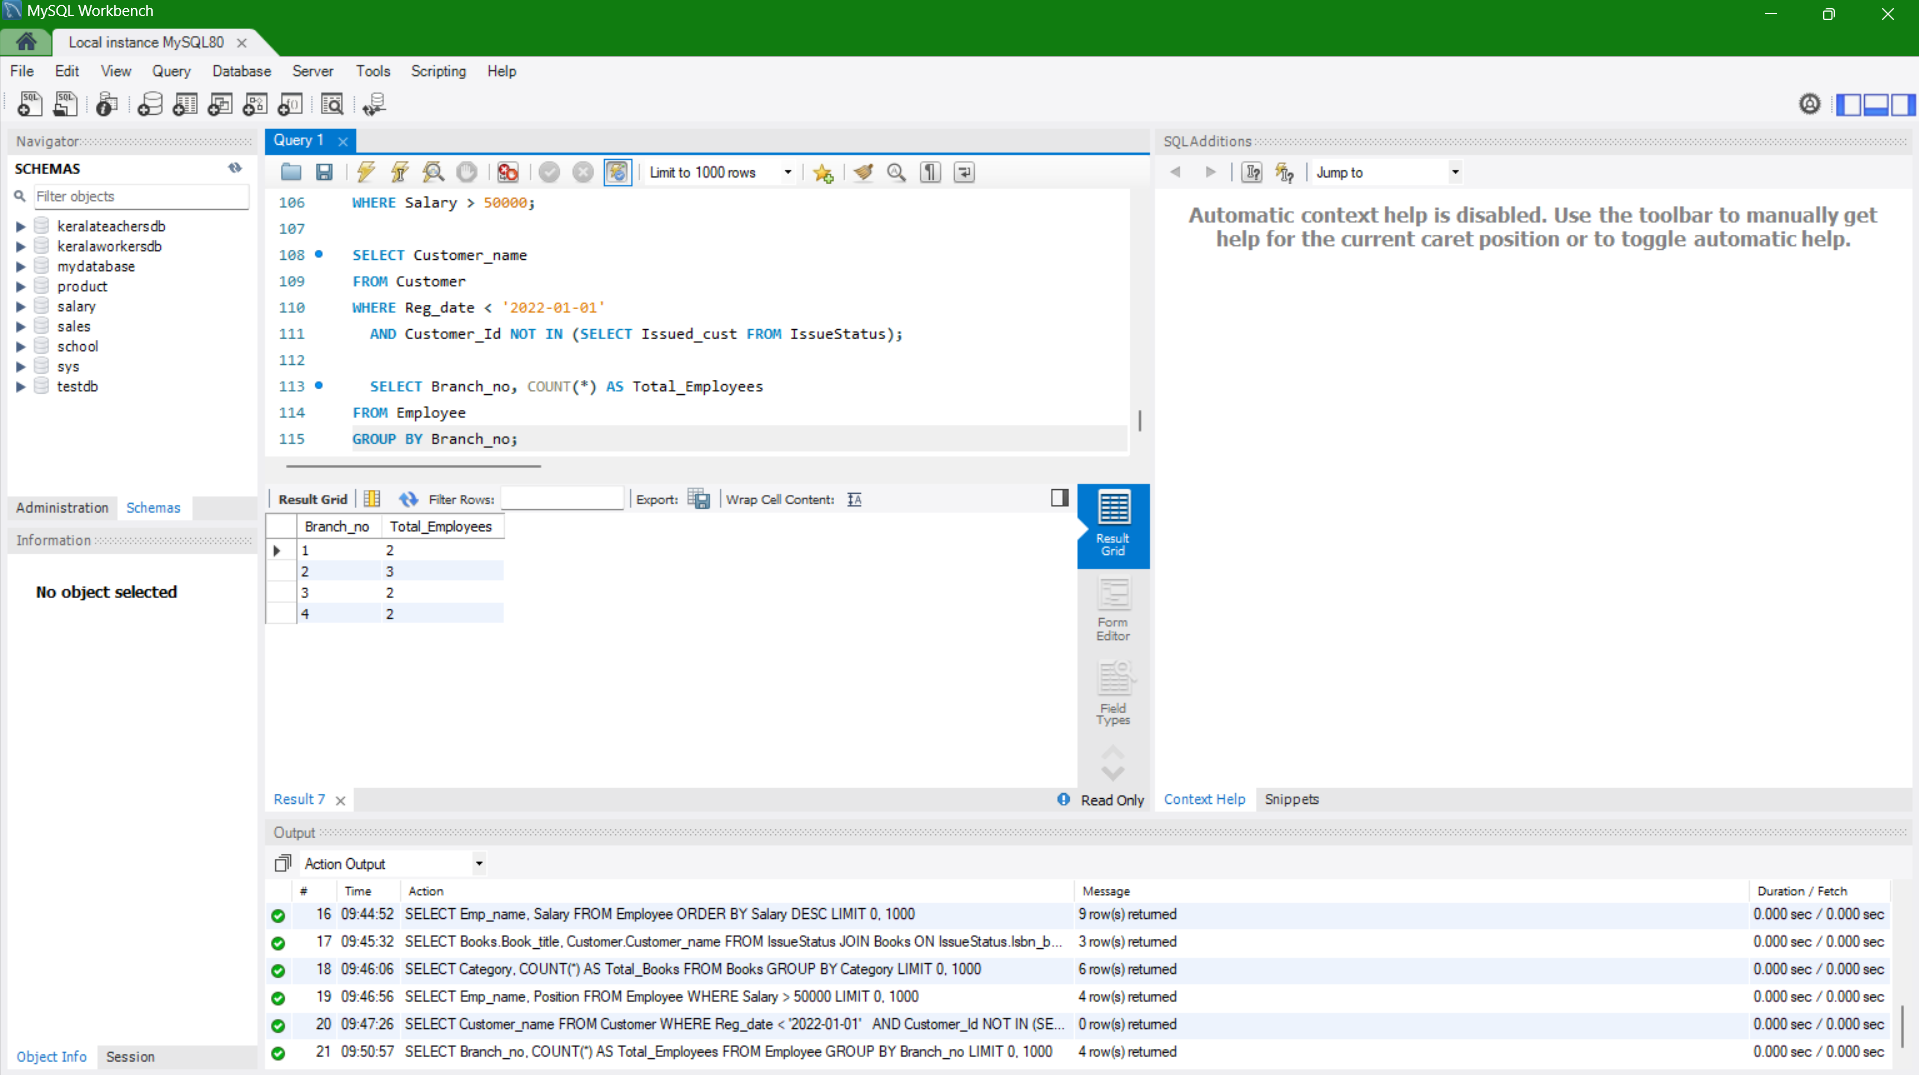 MySQL Workbench
Local instance MySQL80
File Edit View Query Database Server Tools Scripting Help
Navigator
SCHEMAS
Filter objects
keralateachersdb
keralaworkersdb
mydatabase
product
salary
sales
school
sys
testdb
Administration Schemas
Information
No object selected
Object Info Session
Query 1
Limit to 1000 rows
106 WHERE Salary > 50000;
107
108 SELECT Customer_name
109 FROM Customer
110 WHERE Reg_date < '2022-01-01'
111 AND Customer_Id NOT IN (SELECT Issued_cust FROM IssueStatus);
112
113 SELECT Branch_no, COUNT(*) AS Total_Employees
114 FROM Employee
115 GROUP BY Branch_no;
Result Grid Filter Rows: Export: Wrap Cell Content:
Branch_no Total_Employees
1 2
2 3
3 2
4 2
Result Grid
Form Editor
Field Types
Result 7
Read Only
SQLAdditions
Jump to
Automatic context help is disabled. Use the toolbar to manually get
help for the current caret position or to toggle automatic help.
Context Help Snippets
Output
Action Output
# Time Action Message Duration / Fetch
16 09:44:52 SELECT Emp_name, Salary FROM Employee ORDER BY Salary DESC LIMIT 0, 1000 9 row(s) returned 0.000 sec / 0.000 sec
17 09:45:32 SELECT Books.Book_title, Customer.Customer_name FROM IssueStatus JOIN Books ON IssueStatus.Isbn_b... 3 row(s) returned 0.000 sec / 0.000 sec
18 09:46:06 SELECT Category, COUNT(*) AS Total_Books FROM Books GROUP BY Category LIMIT 0, 1000 6 row(s) returned 0.000 sec / 0.000 sec
19 09:46:56 SELECT Emp_name, Position FROM Employee WHERE Salary > 50000 LIMIT 0, 1000 4 row(s) returned 0.000 sec / 0.000 sec
20 09:47:26 SELECT Customer_name FROM Customer WHERE Reg_date < '2022-01-01' AND Customer_Id NOT IN (SE... 0 row(s) returned 0.000 sec / 0.000 sec
21 09:50:57 SELECT Branch_no, COUNT(*) AS Total_Employees FROM Employee GROUP BY Branch_no LIMIT 0, 1000 4 row(s) returned 0.000 sec / 0.000 sec